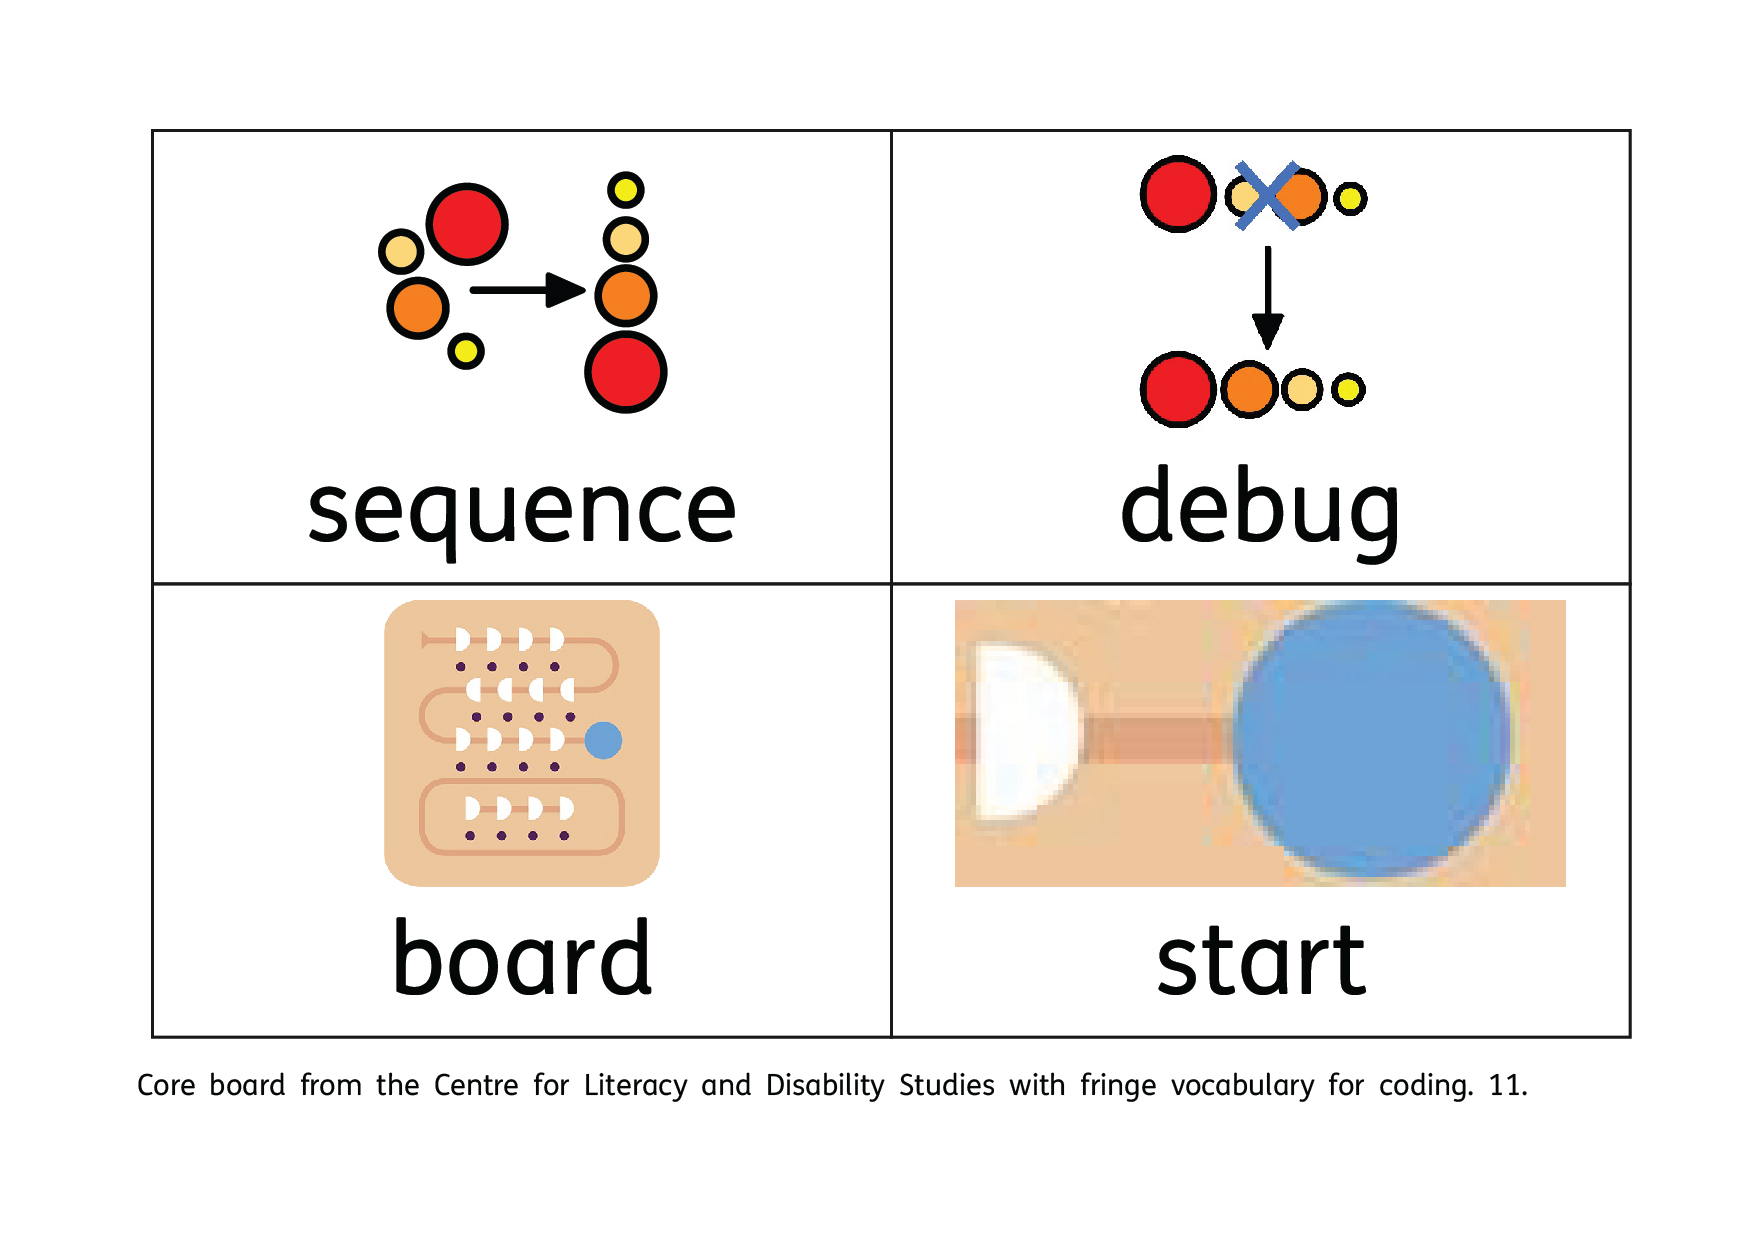 sequence
debug
board
start
Core board from the Centre for Literacy and Disability Studies with fringe vocabulary for coding. 11.